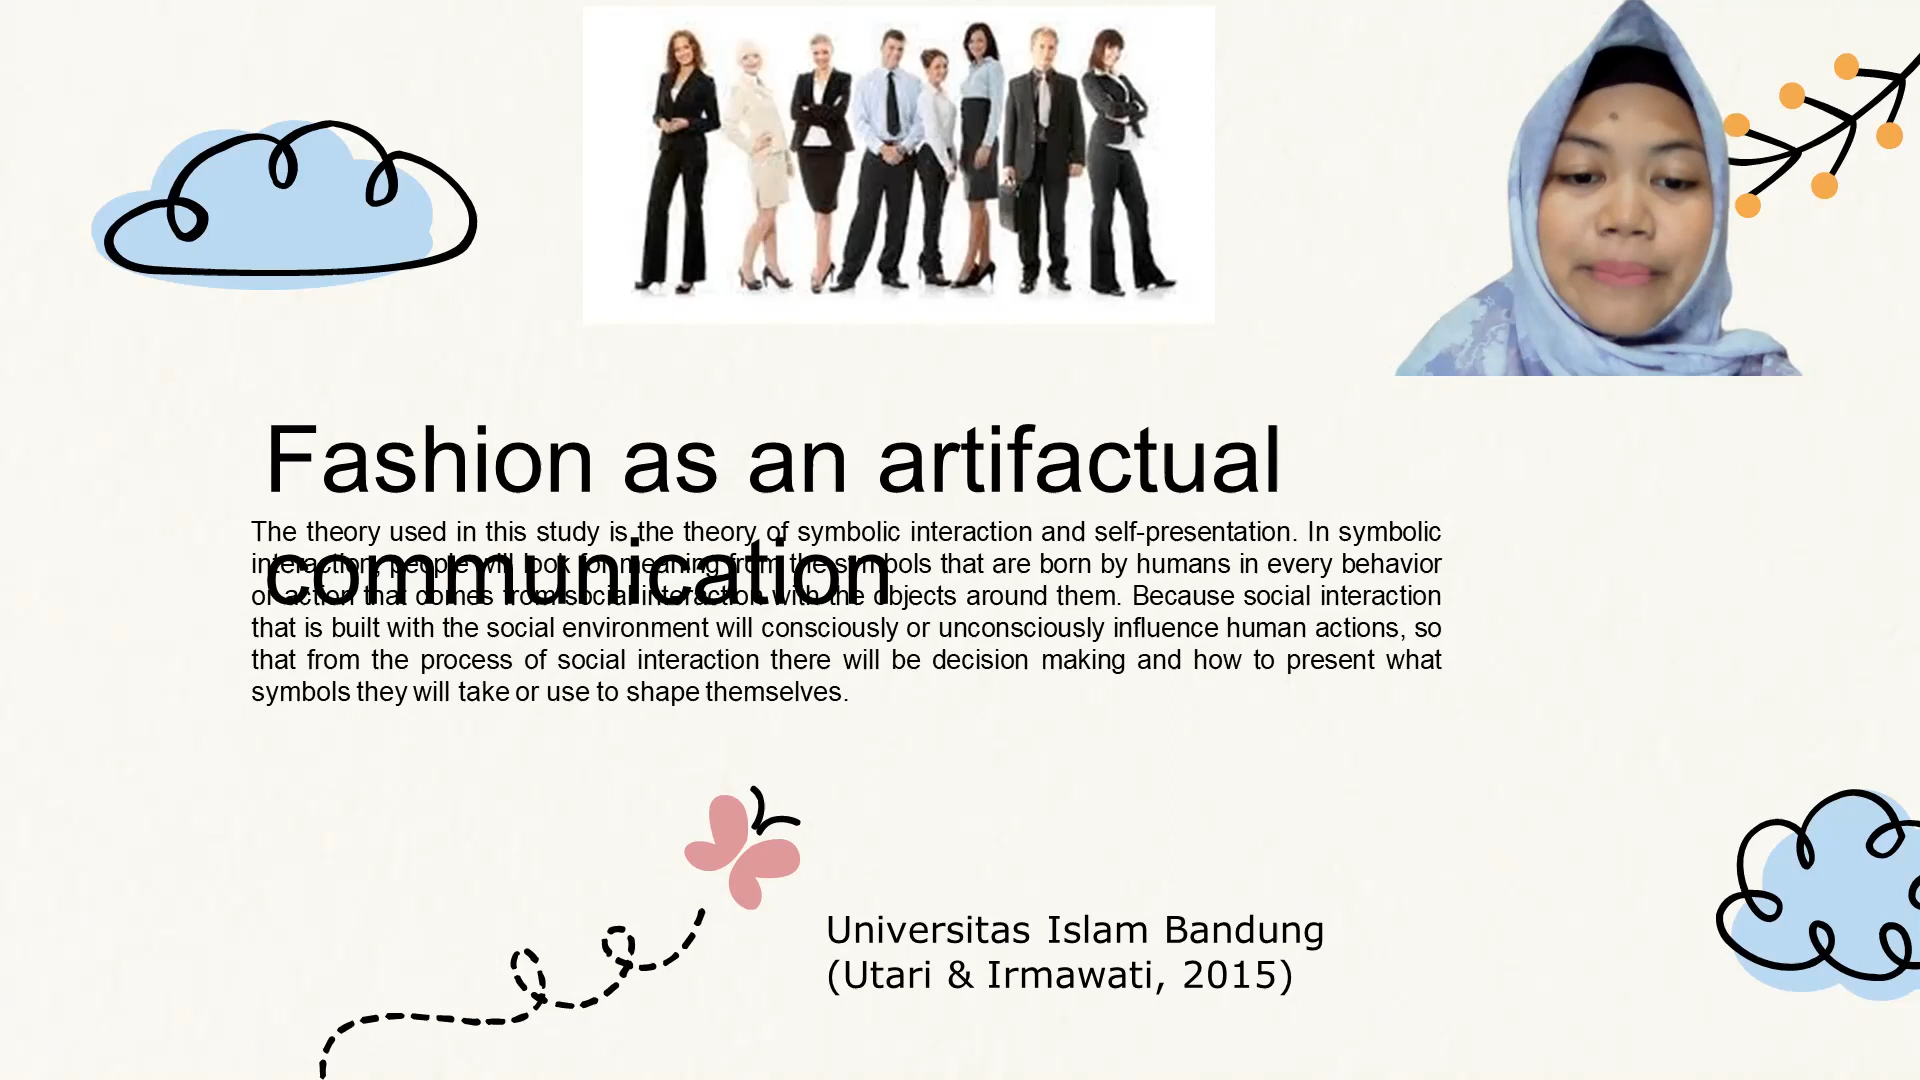 Fashion as an artifactual
communication
The theory used in this study is the theory of symbolic interaction and self-presentation. In symbolic
interaction, people will look for meaning from the symbols that are born by humans in every behavior
or action that comes from social interaction with the objects around them. Because social interaction
that is built with the social environment will consciously or unconsciously influence human actions, so
that from the process of social interaction there will be decision making and how to present what
symbols they will take or use to shape themselves.
Universitas Islam Bandung
(Utari & Irmawati, 2015)